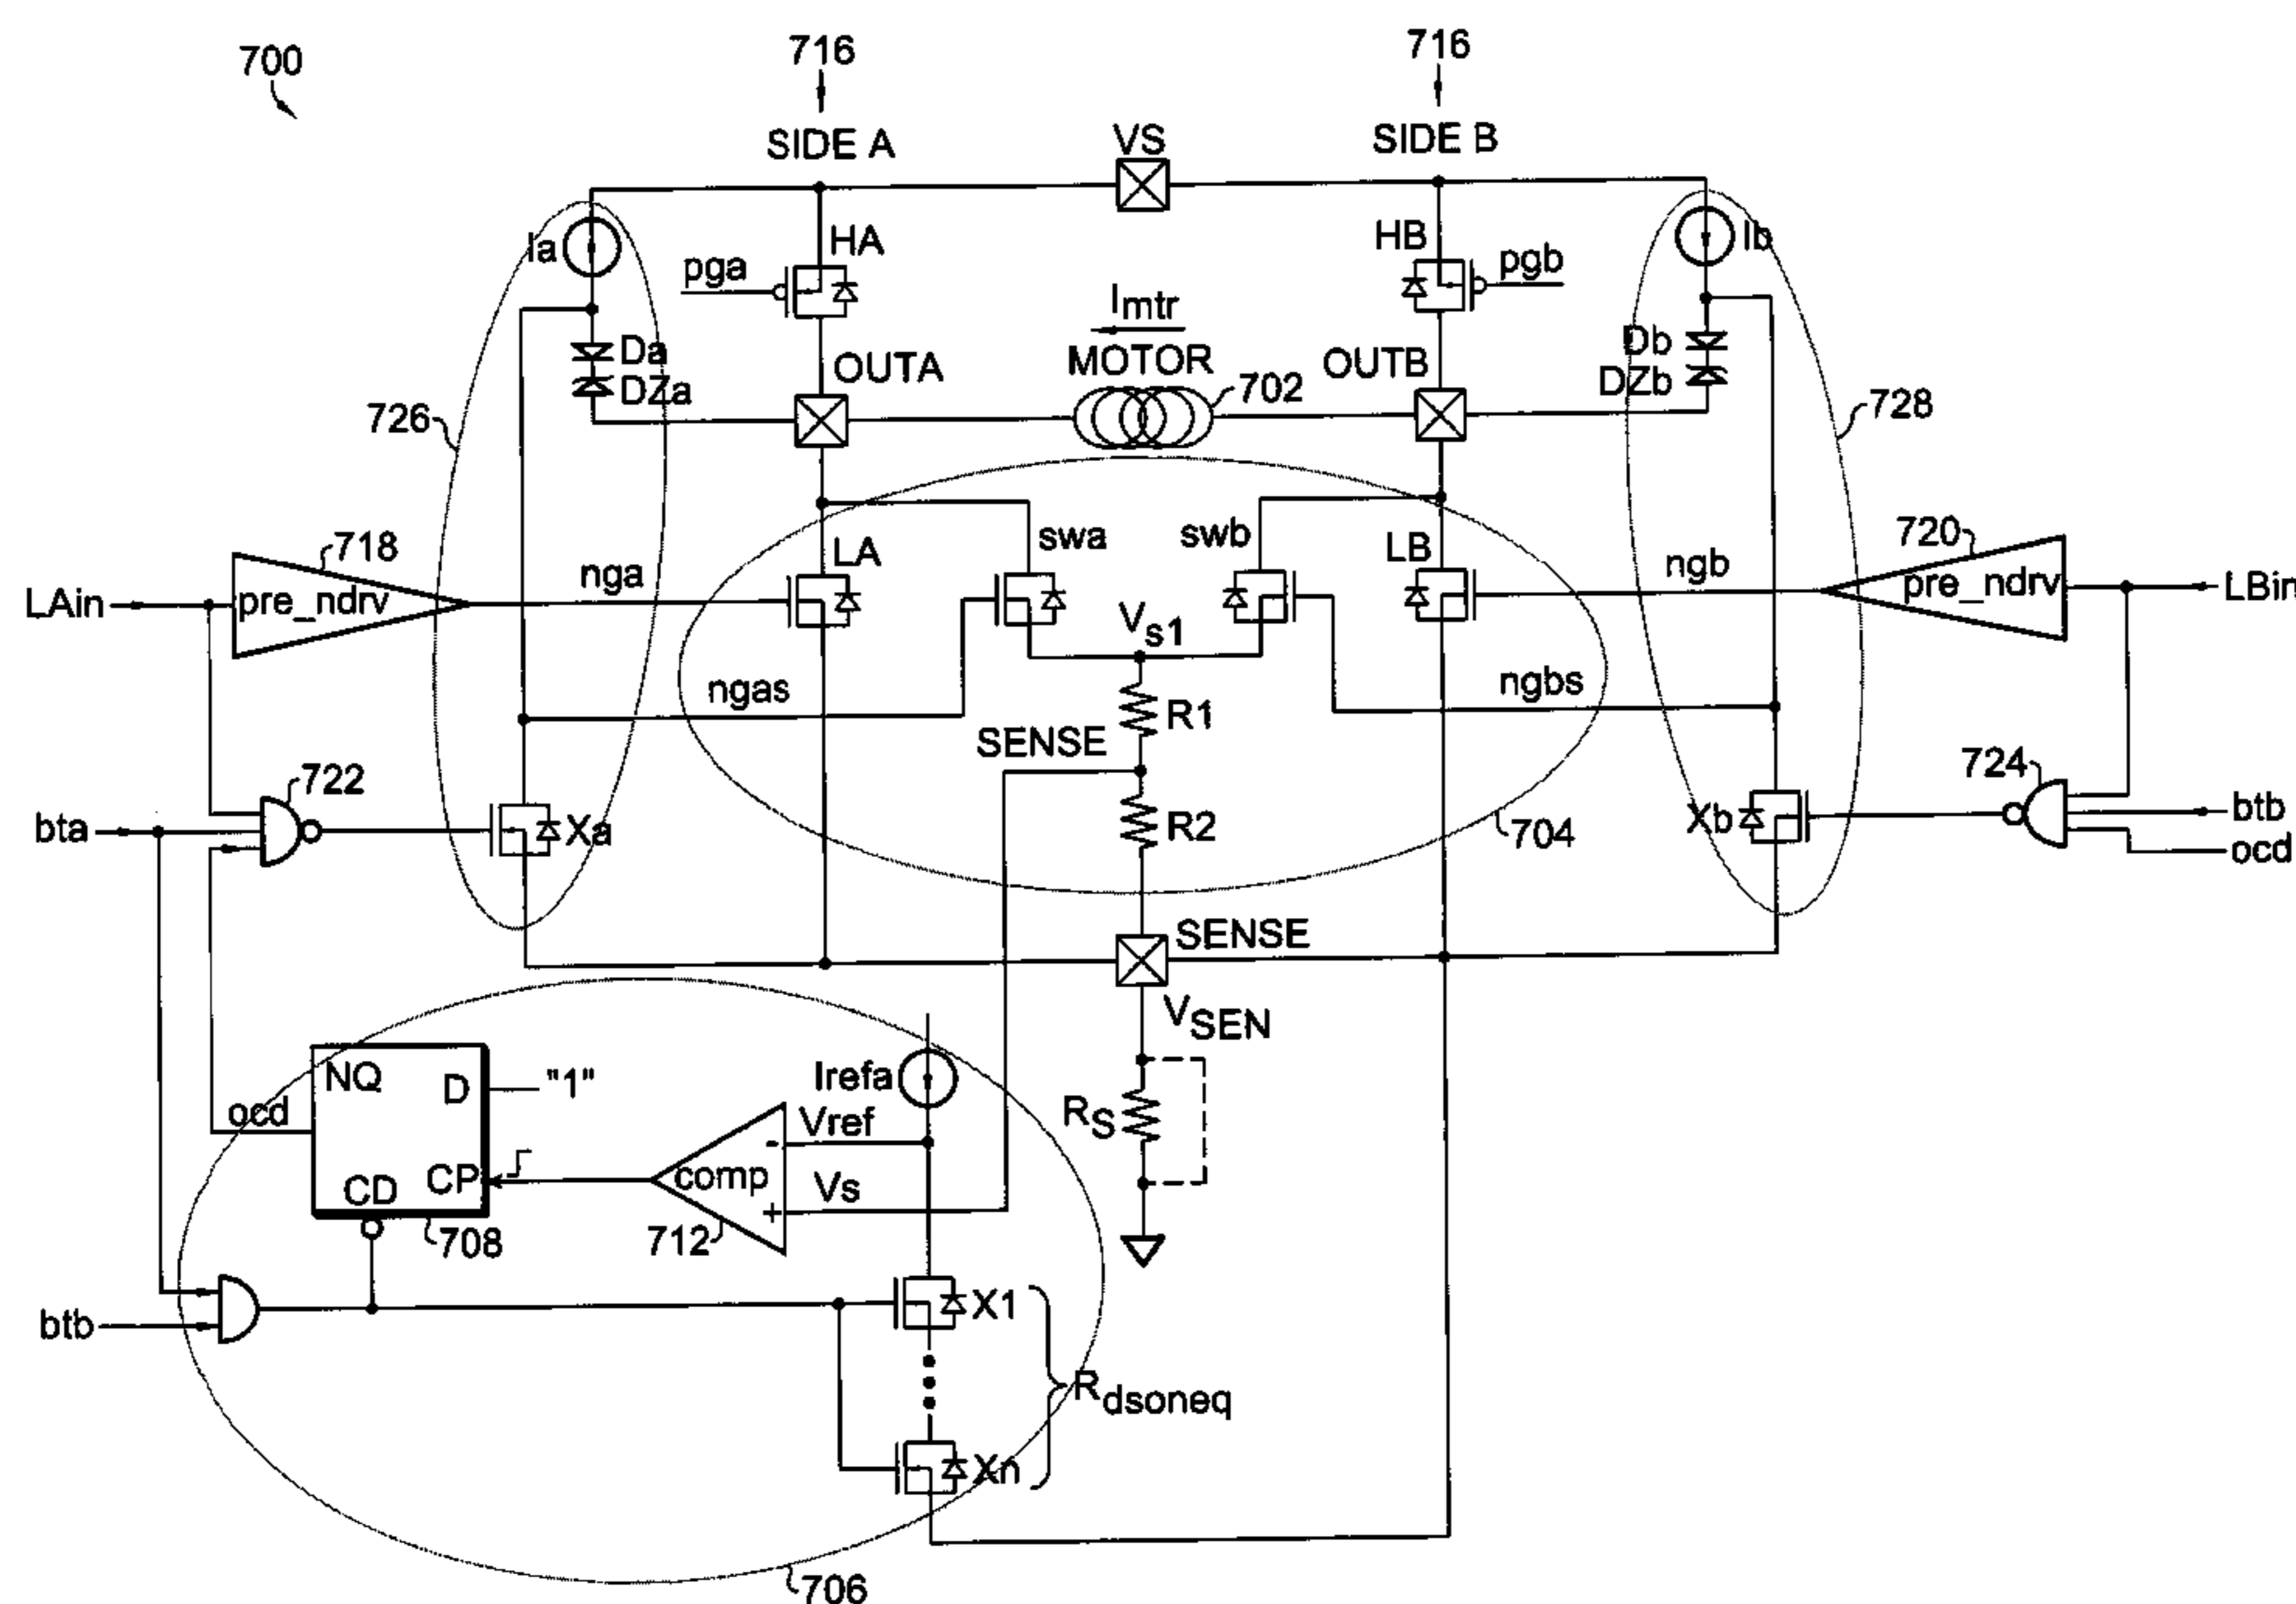 700
716
716
SIDE A
VS
SIDE B
Ia
HA
HB
Ib
pga
pgb
Imtr
Da
MOTOR
OUTA
OUTB
Db
DZa
702
DZb
726
728
718
swa
swb
720
LA
LB
nga
ngb
LAin
pre_ndrv
pre_ndrv
LBin
Vs1
ngas
ngbs
R1
SENSE
722
724
bta
Xa
R2
Xb
btb
704
ocd
SENSE
VSEN
NQ
D
"1"
Irefa
ocd
Vref
RS
CD
CP
comp
Vs
+
-
708
712
X1
btb
Rdsoneq
Xn
706